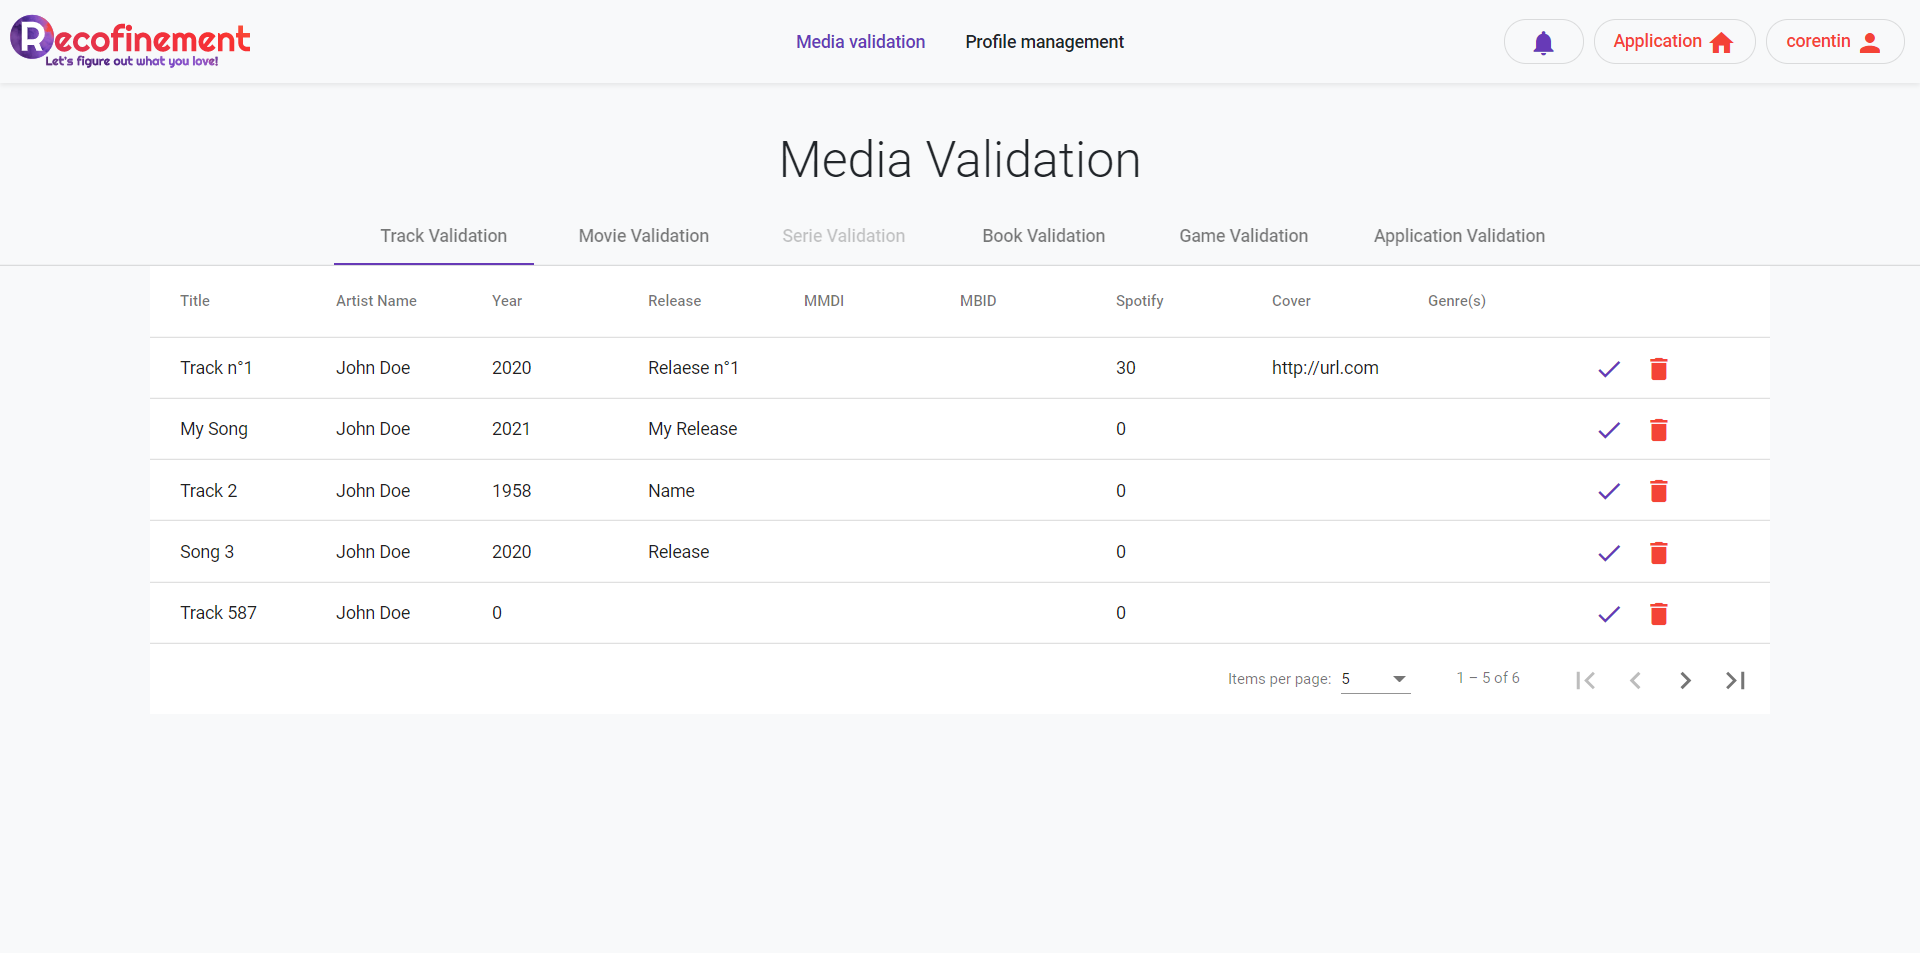 Recofinement
Let's figure out what you love!
Media validation Profile management
Application corentin
Media Validation
Track Validation Movie Validation Serie Validation Book Validation Game Validation Application Validation
Title Artist Name Year Release MMDI MBID Spotify Cover Genre(s)
Track n°1 John Doe 2020 Relaese n°1 30 http://url.com
My Song John Doe 2021 My Release 0
Track 2 John Doe 1958 Name 0
Song 3 John Doe 2020 Release 0
Track 587 John Doe 0 0
Items per page: 5 1 – 5 of 6